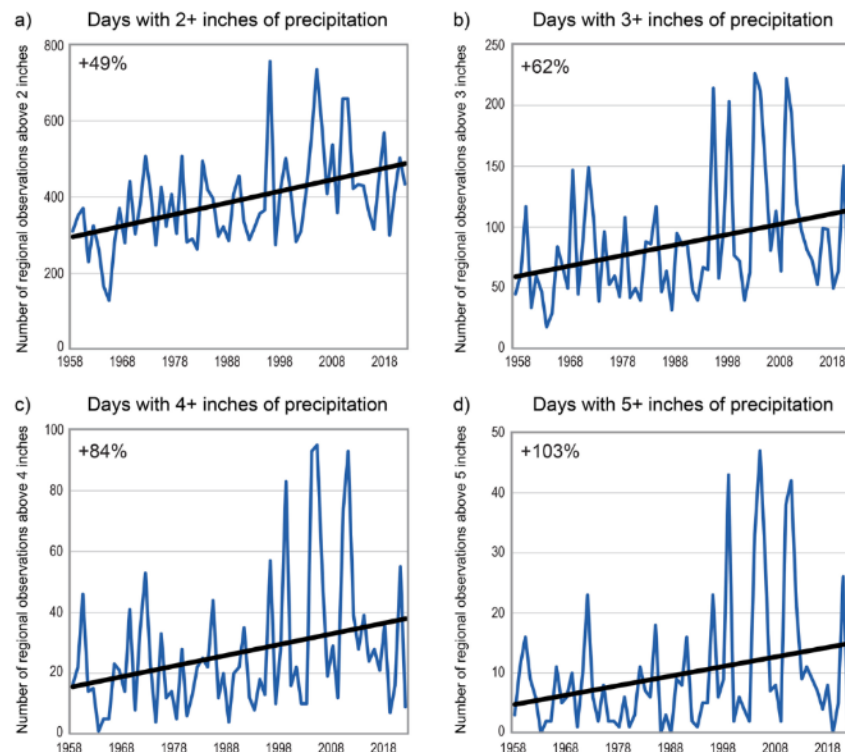 a) Days with 2+ inches of precipitation
Number of regional observations above 2 inches
800
600
400
200
0
+49%
1958 1968 1978 1988 1998 2008 2018
b) Days with 3+ inches of precipitation
Number of regional observations above 3 inches
250
200
150
100
50
0
+62%
1958 1968 1978 1988 1998 2008 2018
c) Days with 4+ inches of precipitation
Number of regional observations above 4 inches
100
80
60
40
20
0
+84%
1958 1968 1978 1988 1998 2008 2018
d) Days with 5+ inches of precipitation
Number of regional observations above 5 inches
50
40
30
20
10
0
+103%
1958 1968 1978 1988 1998 2008 2018